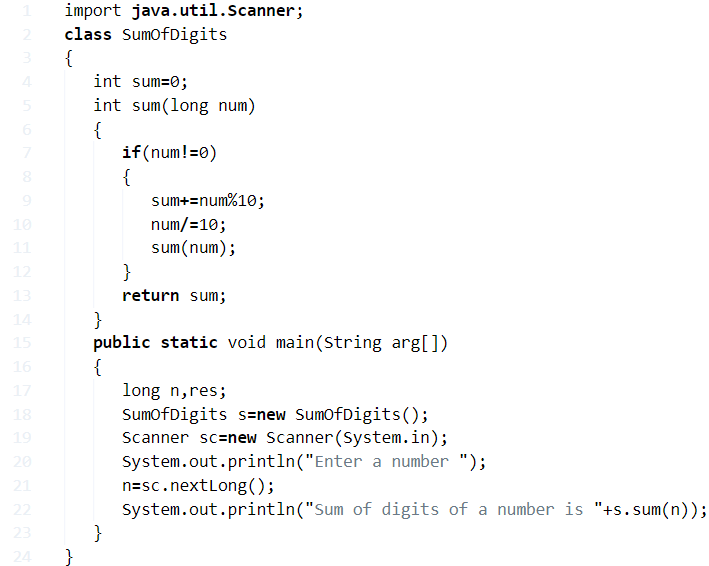 1 import java.util.Scanner;
2 class SumOfDigits
3 {
4 int sum=0;
5 int sum(long num)
6 {
7 if(num!=0)
8 {
9 sum+=num%10;
10 num/=10;
11 sum(num);
12 }
13 return sum;
14 }
15 public static void main(String arg[])
16 {
17 long n,res;
18 SumOfDigits s=new SumOfDigits();
19 Scanner sc=new Scanner(System.in);
20 System.out.println("Enter a number ");
21 n=sc.nextLong();
22 System.out.println("Sum of digits of a number is "+s.sum(n));
23 }
24 }